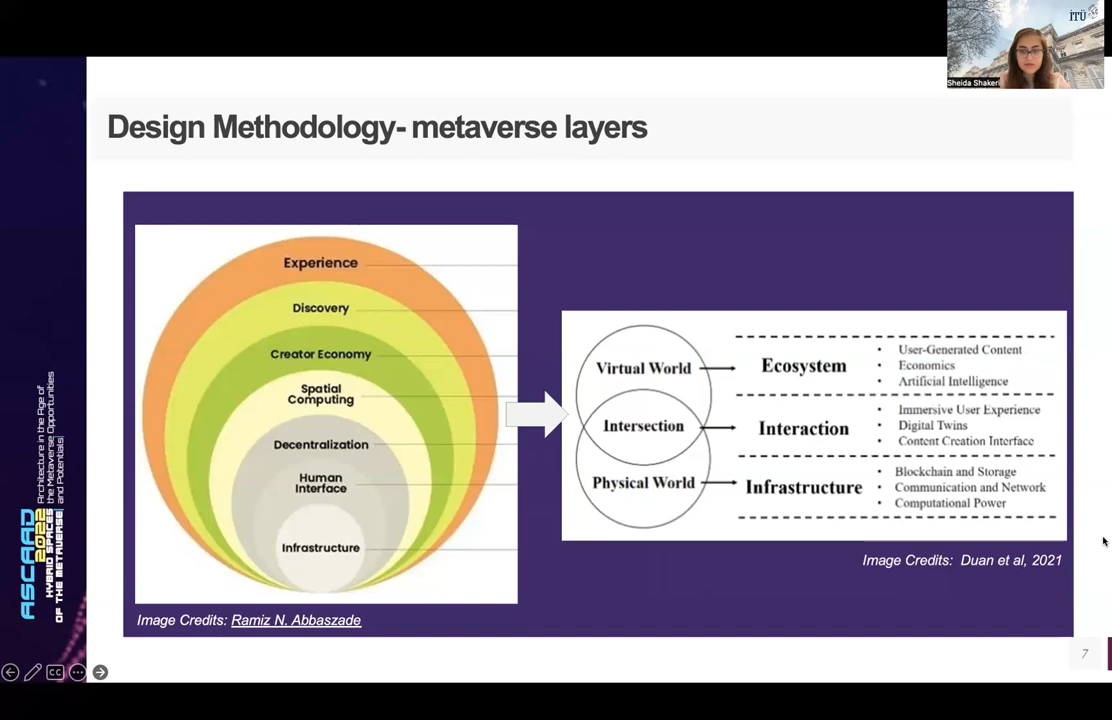 İTÜ
Sheida Shakeri
Design Methodology- metaverse layers
Experience
Discovery
Creator Economy
Spatial
Computing
Decentralization
Human
Interface
Infrastructure
Image Credits: Ramiz N. Abbaszade
Virtual World
Intersection
Physical World
Ecosystem
• User-Generated Content
• Economics
• Artificial Intelligence
Interaction
• Immersive User Experience
• Digital Twins
• Content Creation Interface
Infrastructure
• Blockchain and Storage
• Communication and Network
• Computational Power
Image Credits: Duan et al, 2021
ASCAAD
2022
HYBRID SPACES
OF THE METAVERSE
Architecture in the Age of
the Metaverse Opportunities
and Potentials
CC
7